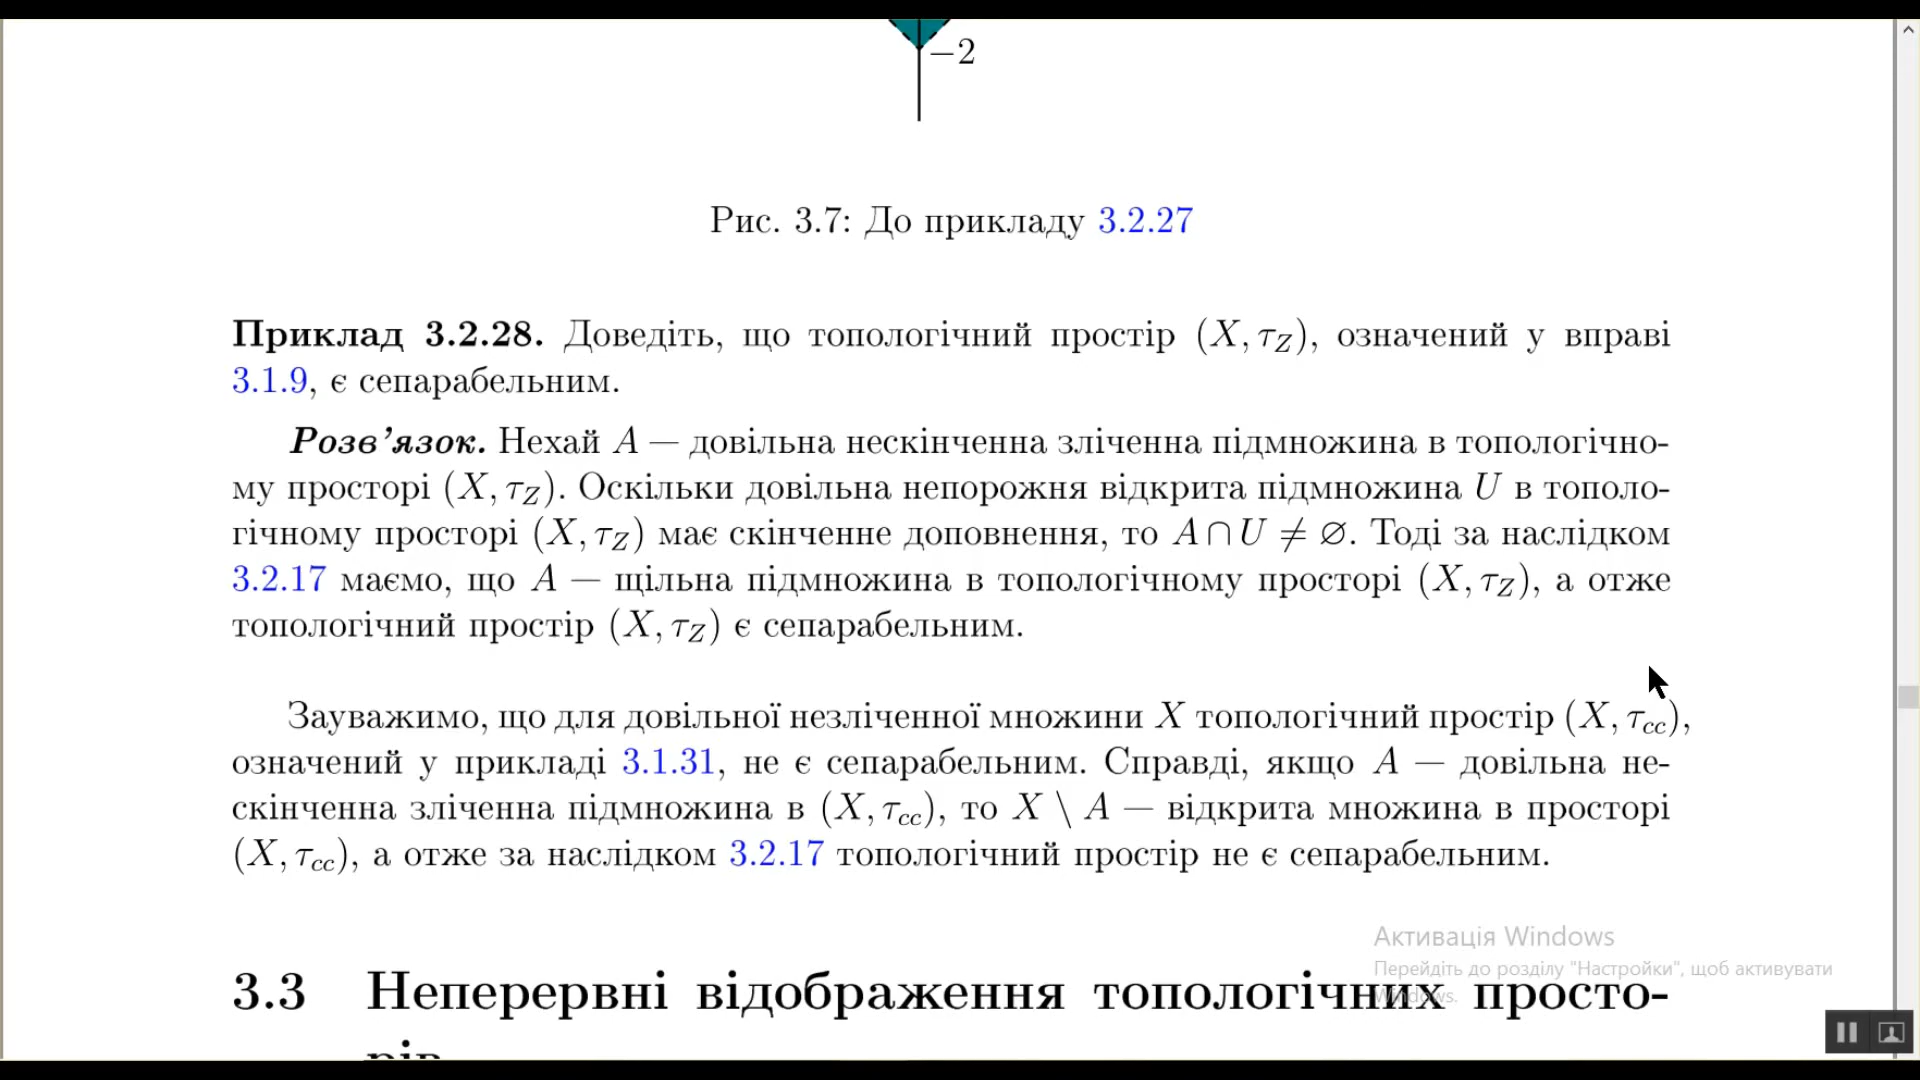 −2
Рис. 3.7: До прикладу 3.2.27
Приклад 3.2.28. Доведіть, що топологічний простір (X, τ_Z), означений у вправі
3.1.9, є сепарабельним.
Розв’язок. Нехай A — довільна нескінченна зліченна підмножина в топологічно-
му просторі (X, τ_Z). Оскільки довільна непорожня відкрита підмножина U в тополо-
гічному просторі (X, τ_Z) має скінченне доповнення, то A ∩ U ≠ ∅. Тоді за наслідком
3.2.17 маємо, що A — щільна підмножина в топологічному просторі (X, τ_Z), а отже
топологічний простір (X, τ_Z) є сепарабельним.
Зауважимо, що для довільної незліченної множини X топологічний простір (X, τ_cc),
означений у прикладі 3.1.31, не є сепарабельним. Справді, якщо A — довільна не-
скінченна зліченна підмножина в (X, τ_cc), то X \ A — відкрита множина в просторі
(X, τ_cc), а отже за наслідком 3.2.17 топологічний простір не є сепарабельним.
3.3 Неперервні відображення топологічних просто-
рів
Активація Windows
Перейдіть до розділу "Настройки", щоб активувати
Windows.